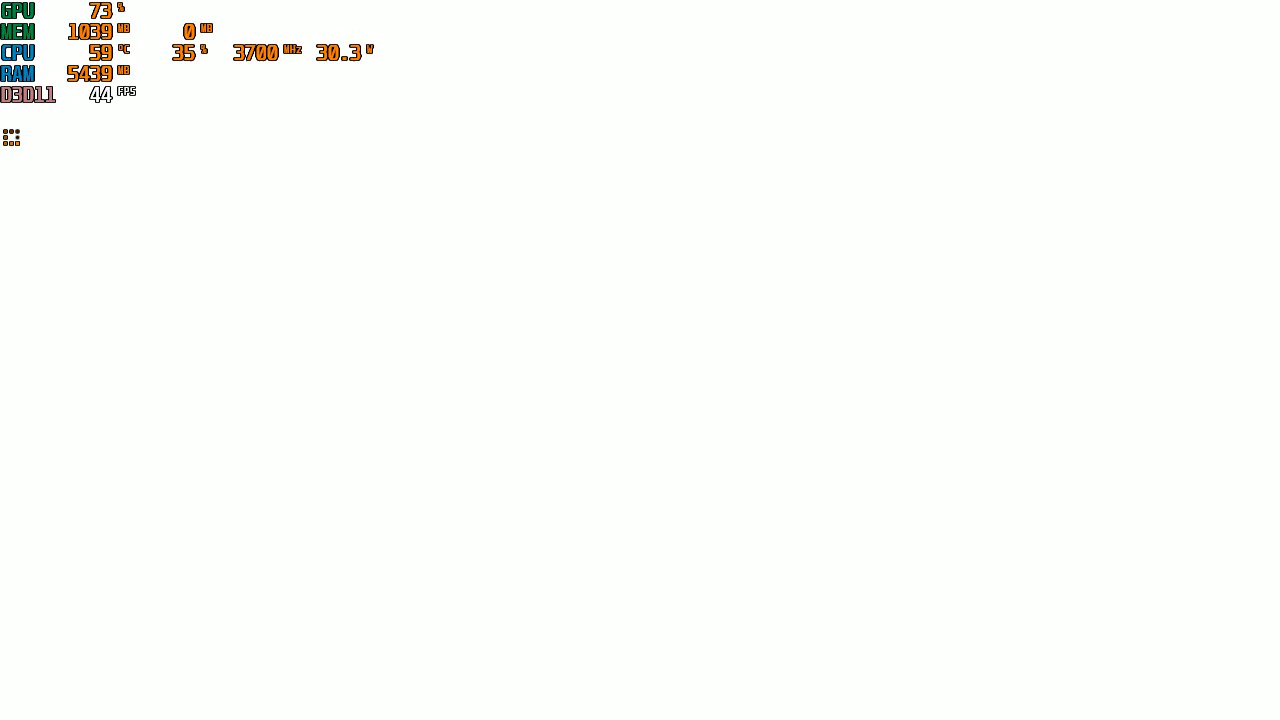 GPU 73 %
MEM 1039 MB 0 MB
CPU 59 °C 35 % 3700 MHz 30.3 W
RAM 5439 MB
D3D11 44 FPS